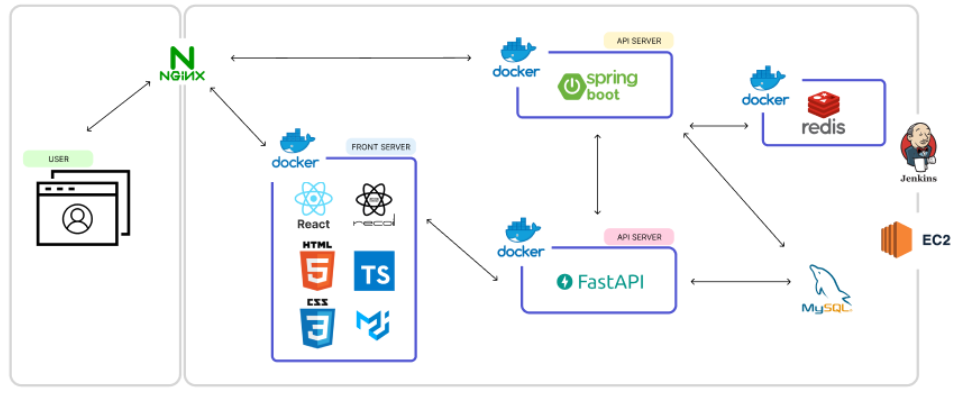 NGiNX
API SERVER
docker
spring
boot
docker
redis
USER
docker
FRONT SERVER
Jenkins
React
recoil
docker
API SERVER
HTML
5
TS
FastAPI
EC2
CSS
3
MySQL